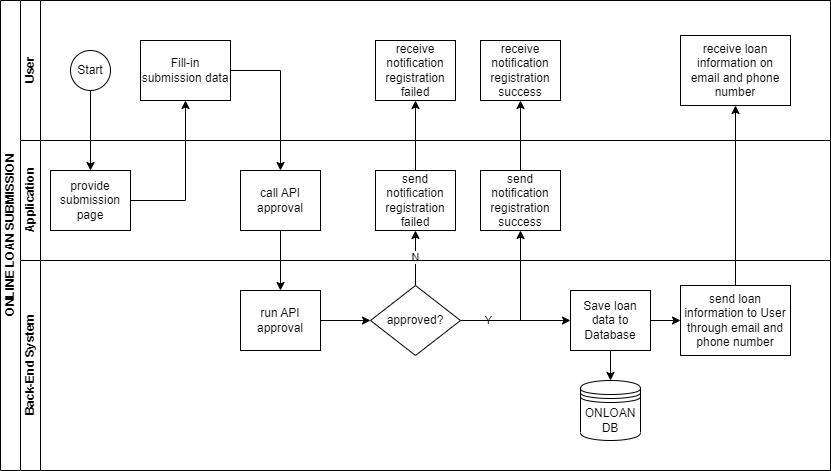 ONLINE LOAN SUBMISSION
User
Start
Fill-in
submission data
receive
notification
registration
failed
receive
notification
registration
success
receive loan
information on
email and phone
number
Application
provide
submission
page
call API
approval
send
notification
registration
failed
send
notification
registration
success
Back-End System
run API
approval
approved?
N
Y
Save loan
data to
Database
send loan
information to User
through email and
phone number
ONLOAN
DB